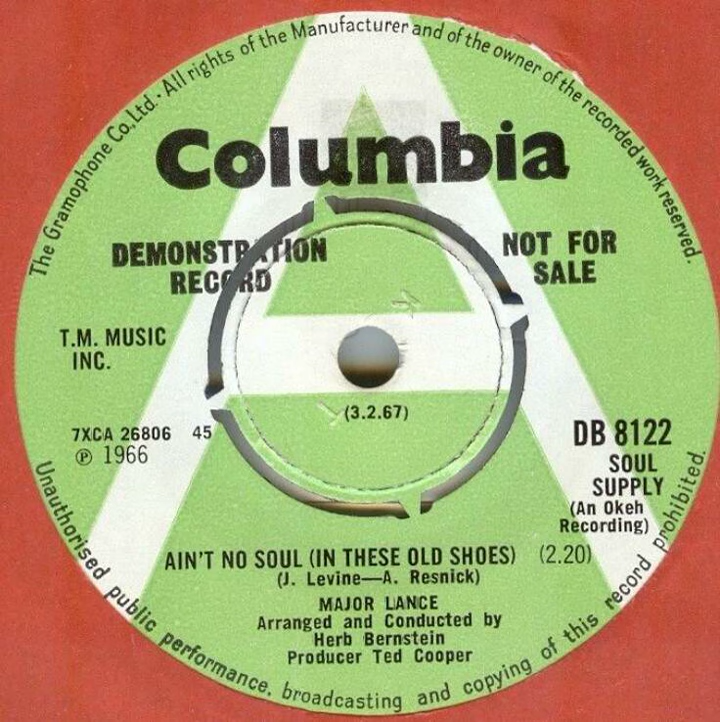 The Gramophone Co, Ltd. · All rights of the Manufacturer and of the owner of the recorded work reserved.
Columbia
DEMONSTRATION
RECORD
NOT FOR
SALE
T.M. MUSIC
INC.
(3.2.67)
7XCA 26806 45
℗ 1966
DB 8122
SOUL
SUPPLY
(An Okeh
Recording)
AIN'T NO SOUL (IN THESE OLD SHOES) (2.20)
(J. Levine—A. Resnick)
MAJOR LANCE
Arranged and Conducted by
Herb Bernstein
Producer Ted Cooper
Unauthorised public performance, broadcasting and copying of this record prohibited.